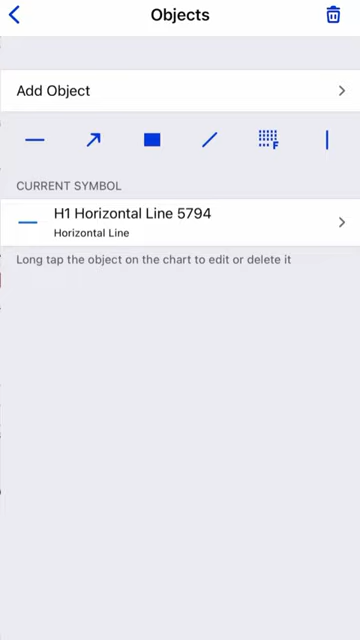 Objects
Add Object
F
CURRENT SYMBOL
H1 Horizontal Line 5794
Horizontal Line
Long tap the object on the chart to edit or delete it